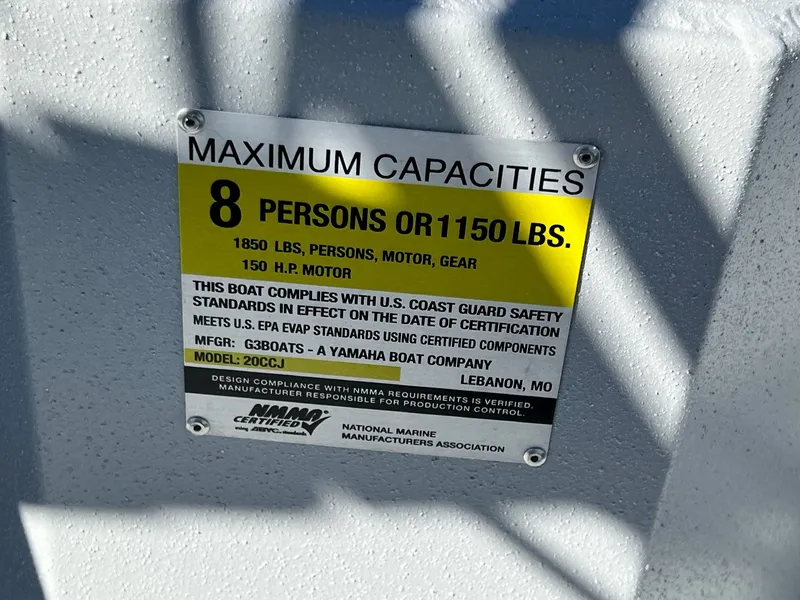 MAXIMUM CAPACITIES
8 PERSONS OR 1150 LBS.
1850 LBS, PERSONS, MOTOR, GEAR
150 H.P. MOTOR
THIS BOAT COMPLIES WITH U.S. COAST GUARD SAFETY
STANDARDS IN EFFECT ON THE DATE OF CERTIFICATION
MEETS U.S. EPA EVAP STANDARDS USING CERTIFIED COMPONENTS
MFGR: G3BOATS - A YAMAHA BOAT COMPANY
MODEL: 20CCJ
LEBANON, MO
DESIGN COMPLIANCE WITH NMMA REQUIREMENTS IS VERIFIED.
MANUFACTURER RESPONSIBLE FOR PRODUCTION CONTROL.
NMMA
CERTIFIED
using ABYC standards
NATIONAL MARINE
MANUFACTURERS ASSOCIATION